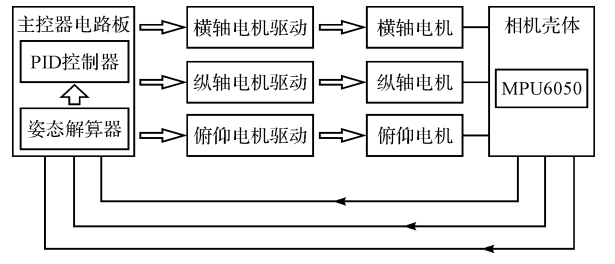 主控器电路板
横轴电机驱动
横轴电机
相机壳体
PID控制器
纵轴电机驱动
纵轴电机
MPU6050
姿态解算器
俯仰电机驱动
俯仰电机